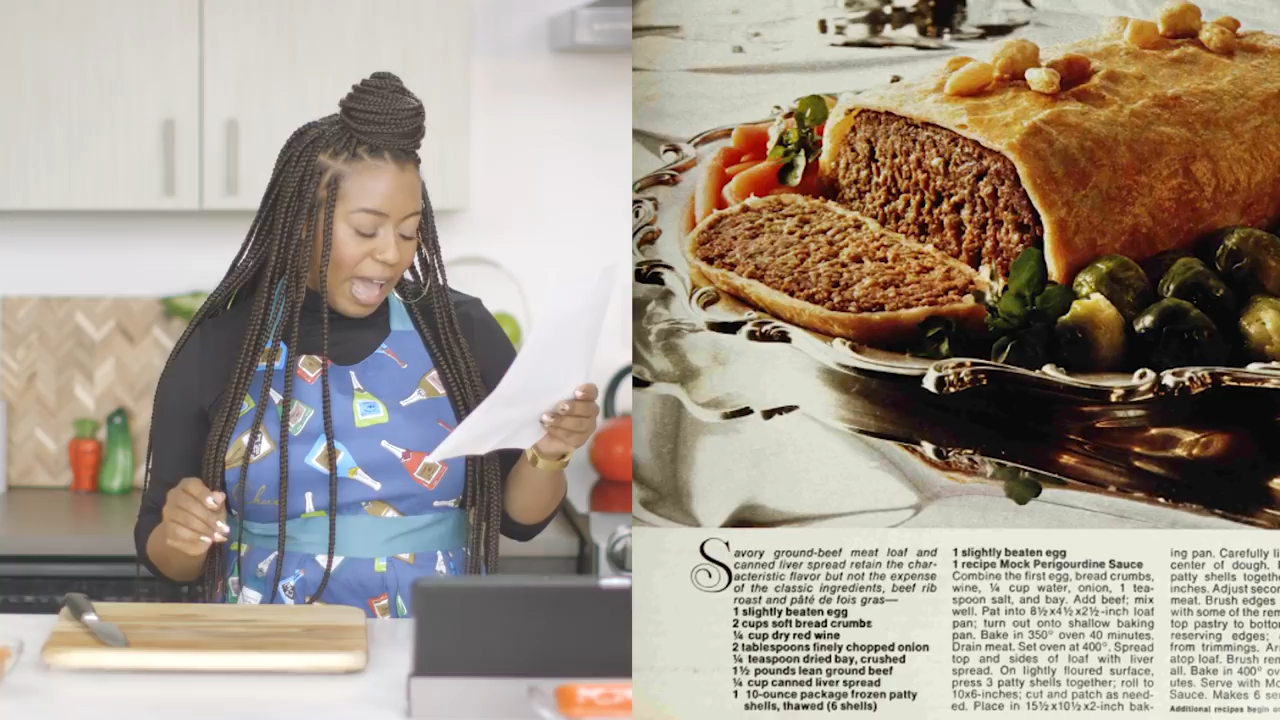 Savory ground-beef meat loaf and
canned liver spread retain the char-
acteristic flavor but not the expense
of the classic ingredients, beef rib
roast and pâté de fois gras—
1 slightly beaten egg
2 cups soft bread crumbs
¼ cup dry red wine
2 tablespoons finely chopped onion
¼ teaspoon dried bay, crushed
1½ pounds lean ground beef
¼ cup canned liver spread
1 10-ounce package frozen patty
shells, thawed (6 shells)
1 slightly beaten egg
1 recipe Mock Perigourdine Sauce
Combine the first egg, bread crumbs,
wine, ¼ cup water, onion, 1 tea-
spoon salt, and bay. Add beef; mix
well. Pat into 8½x4½x2½-inch loaf
pan; turn out onto shallow baking
pan. Bake in 350° oven 40 minutes.
Drain meat. Set oven at 400°. Spread
top and sides of loaf with liver
spread. On lightly floured surface,
press 3 patty shells together; roll to
10x6-inches; cut and patch as need-
ed. Place in 15½x10½x2-inch bak-
ing pan. Carefully
center of dough.
patty shells
inches. Adjust
meat. Brush edges
with some of the
top pastry to
reserving edges;
from trimmings.
atop loaf. Brush
all. Bake in 400°
utes. Serve with
Sauce. Makes 6
Additional recipes begin